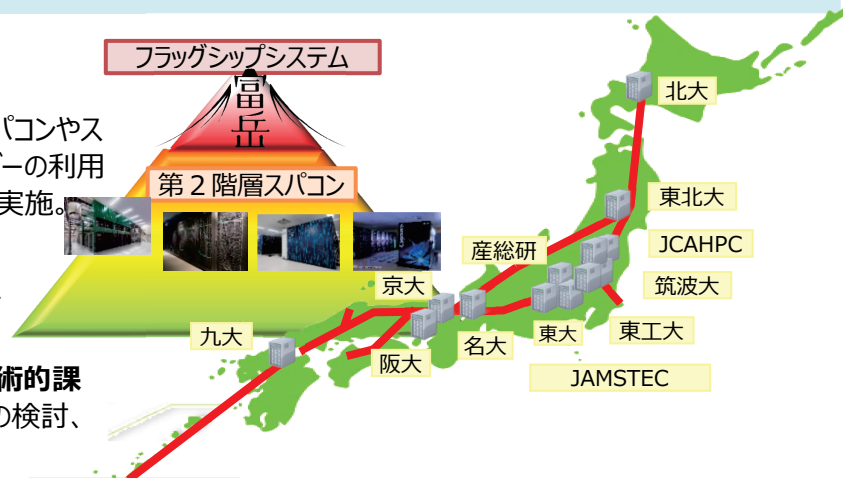 フラッグシップシステム
富岳
パコンやス
ーの利用
実施。
第２階層スパコン
術的課
の検討、
北大
東北大
JCAHPC
筑波大
産総研
京大
九大
阪大
名大
東大
東工大
JAMSTEC